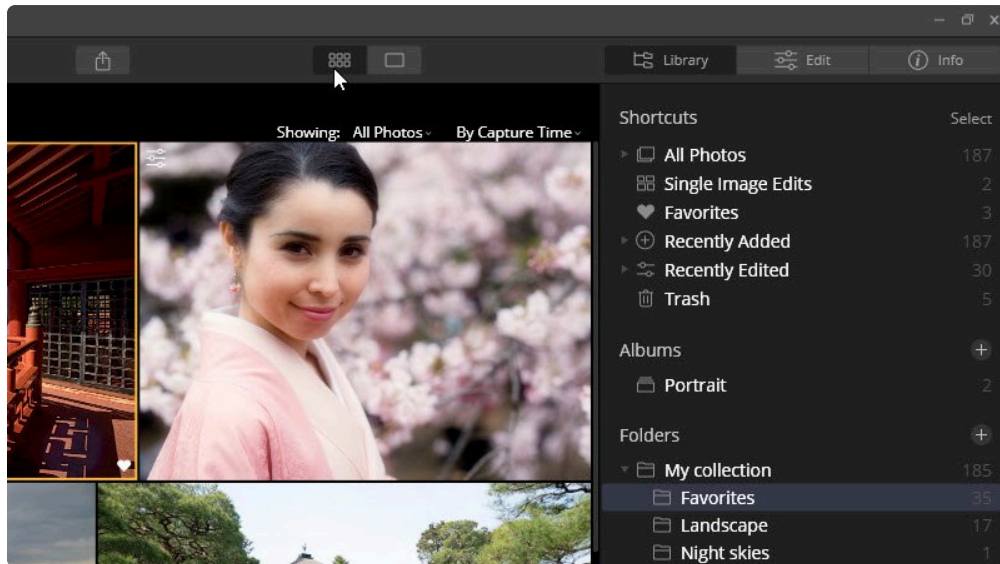 Library
Edit
Info
Showing: All Photos By Capture Time
Shortcuts Select
All Photos 187
Single Image Edits 2
Favorites 3
Recently Added 187
Recently Edited 30
Trash 5
Albums
Portrait 2
Folders
My collection 185
Favorites 35
Landscape 17
Night skies 1